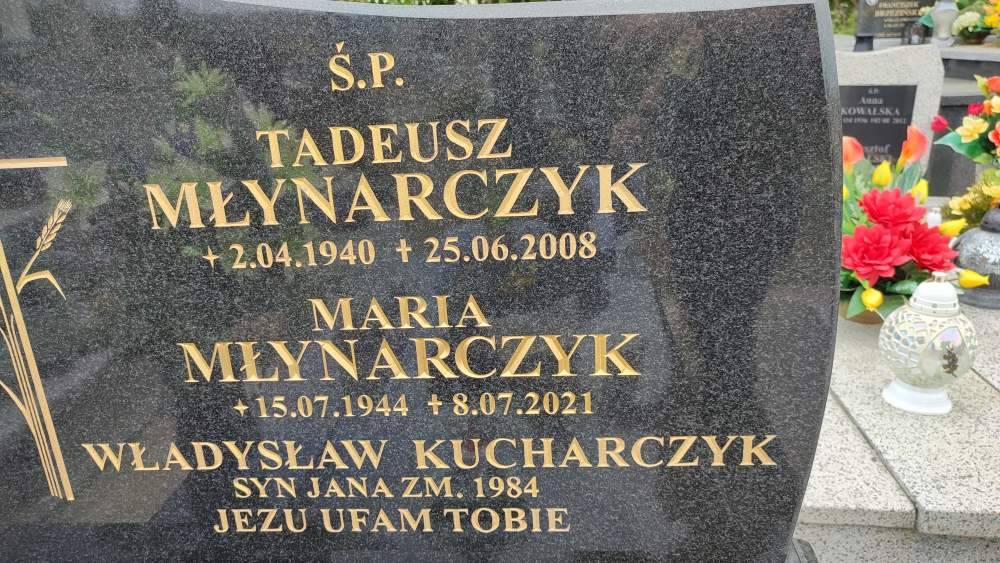 Ś.P.
TADEUSZ
MŁYNARCZYK
✦ 2.04.1940 ✝ 25.06.2008
MARIA
MŁYNARCZYK
✦ 15.07.1944 ✝ 8.07.2021
WŁADYSŁAW KUCHARCZYK
SYN JANA ZM. 1984
JEZU UFAM TOBIE
Ś.P.
Anna
KOWALSKA